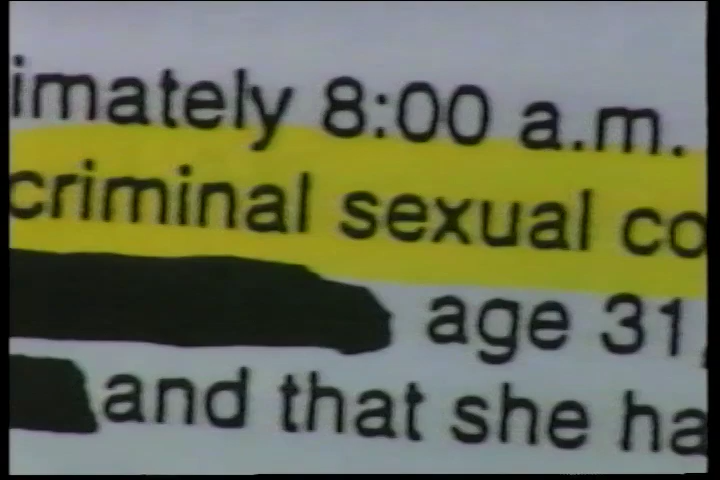 imately 8:00 a.m.
criminal sexual co
age 31,
and that she ha